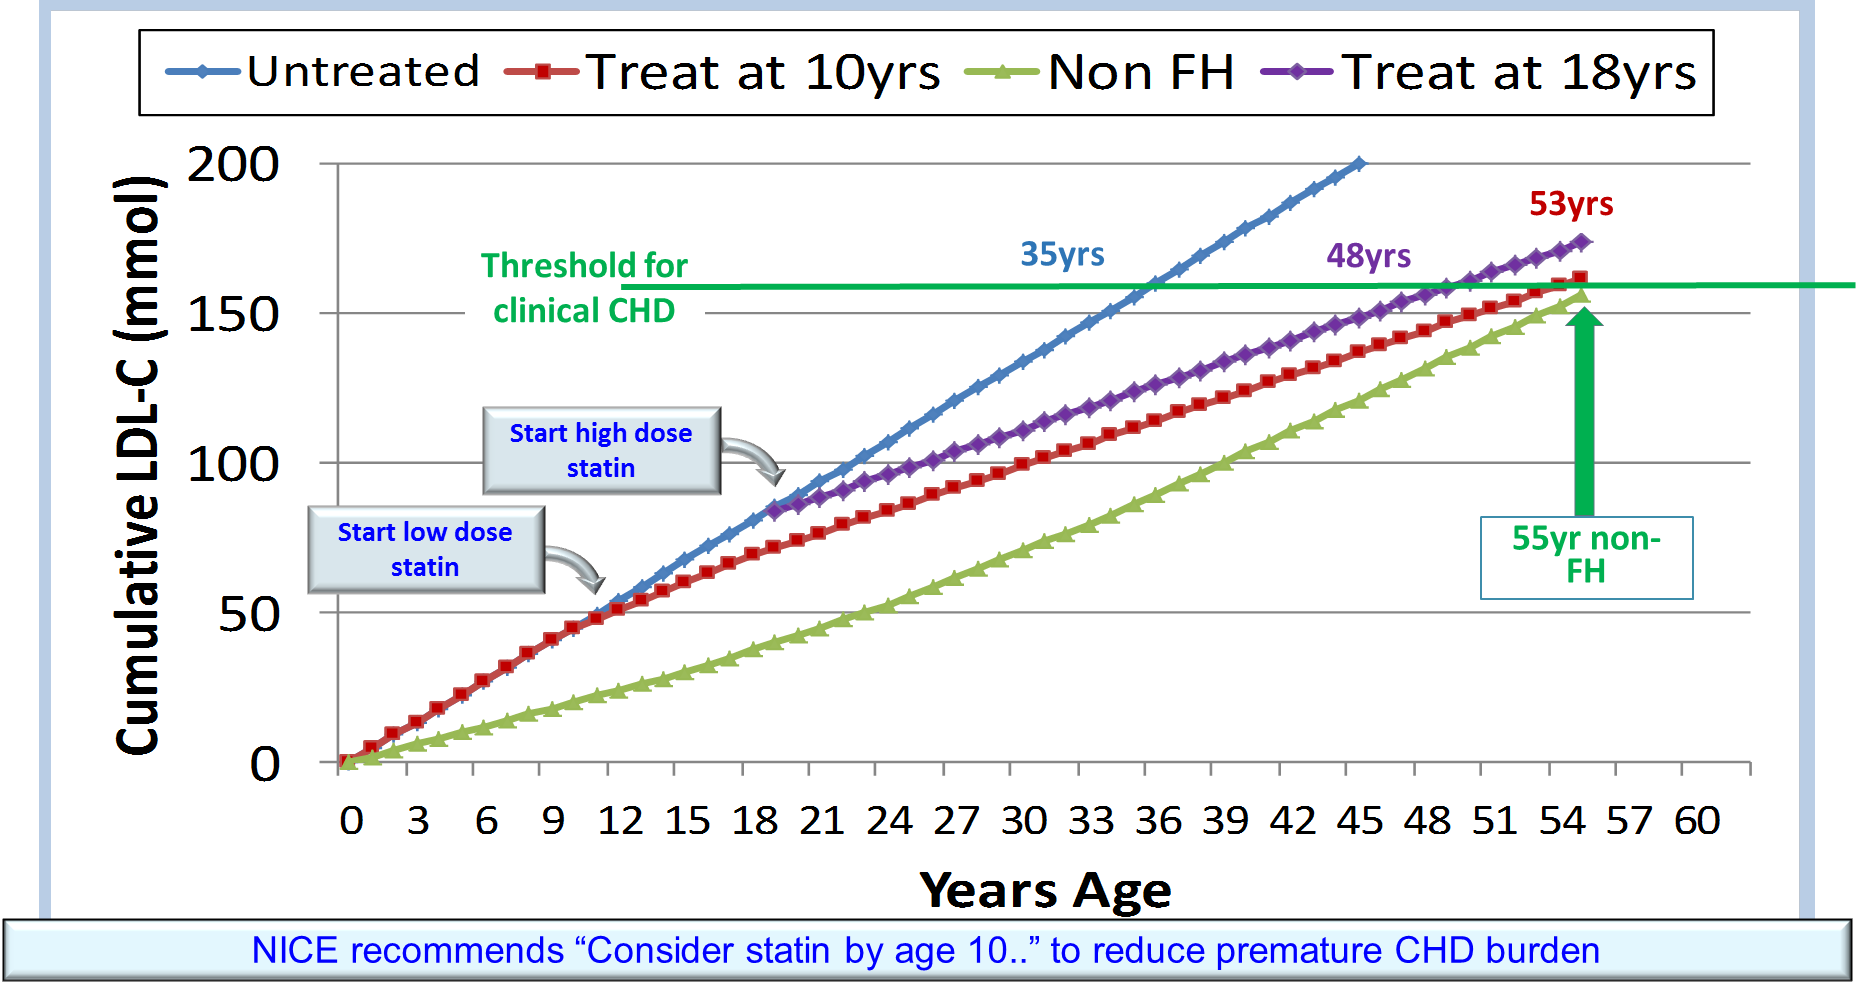 Untreated Treat at 10yrs Non FH Treat at 18yrs
Cumulative LDL-C (mmol)
200
150
100
50
0
Threshold for
clinical CHD
35yrs
48yrs
53yrs
Start high dose
statin
Start low dose
statin
55yr non-
FH
0 3 6 9 12 15 18 21 24 27 30 33 36 39 42 45 48 51 54 57 60
Years Age
NICE recommends “Consider statin by age 10..” to reduce premature CHD burden